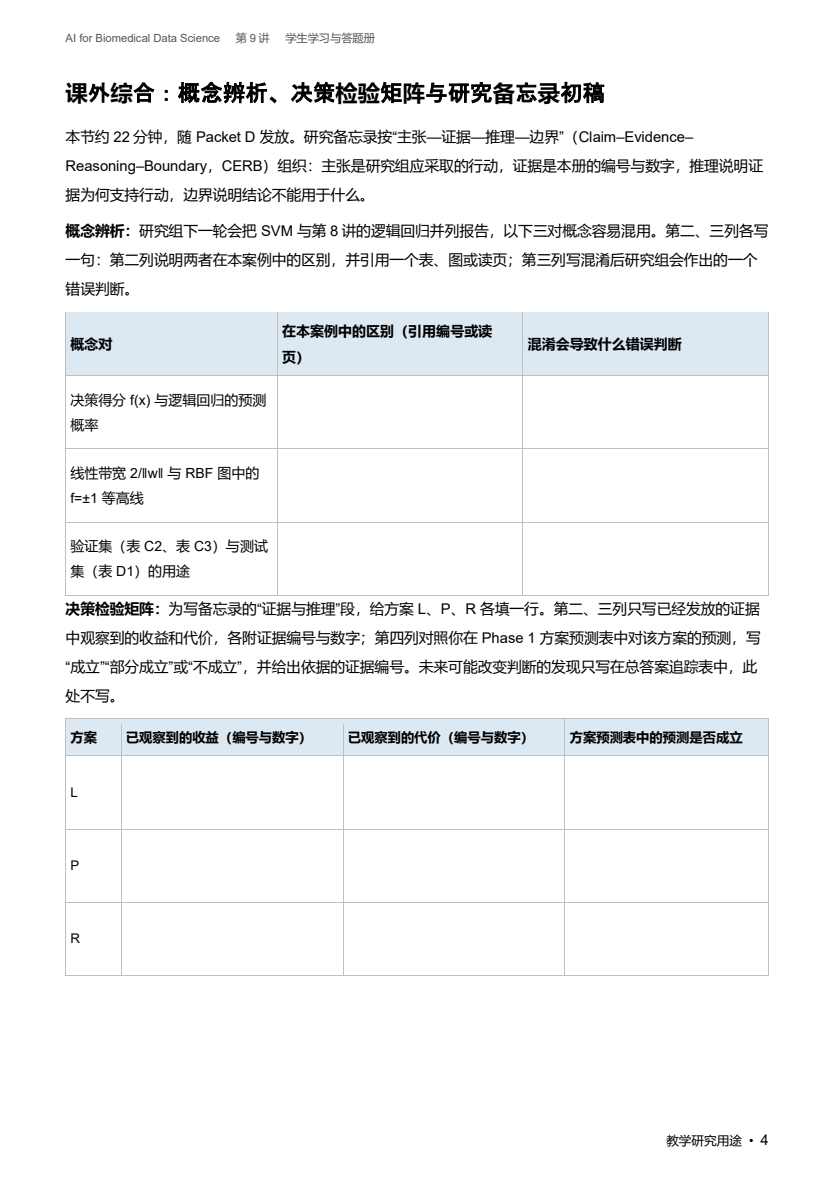 AI for Biomedical Data Science 第 9 讲 学生学习与答题册
课外综合：概念辨析、决策检验矩阵与研究备忘录初稿
本节约 22 分钟，随 Packet D 发放。研究备忘录按“主张—证据—推理—边界”（Claim–Evidence–
Reasoning–Boundary，CERB）组织：主张是研究组应采取的行动，证据是本册的编号与数字，推理说明证
据为何支持行动，边界说明结论不能用于什么。
概念辨析：研究组下一轮会把 SVM 与第 8 讲的逻辑回归并列报告，以下三对概念容易混用。第二、三列各写
一句：第二列说明两者在本案例中的区别，并引用一个表、图或读页；第三列写混淆后研究组会作出的一个
错误判断。
概念对
在本案例中的区别（引用编号或读
页）
混淆会导致什么错误判断
决策得分 f(x) 与逻辑回归的预测
概率
线性带宽 2/‖w‖ 与 RBF 图中的
f=±1 等高线
验证集（表 C2、表 C3）与测试
集（表 D1）的用途
决策检验矩阵：为写备忘录的“证据与推理”段，给方案 L、P、R 各填一行。第二、三列只写已经发放的证据
中观察到的收益和代价，各附证据编号与数字；第四列对照你在 Phase 1 方案预测表中对该方案的预测，写
“成立”“部分成立”或“不成立”，并给出依据的证据编号。未来可能改变判断的发现只写在总答案追踪表中，此
处不写。
方案 已观察到的收益（编号与数字） 已观察到的代价（编号与数字） 方案预测表中的预测是否成立
L
P
R
教学研究用途 • 4